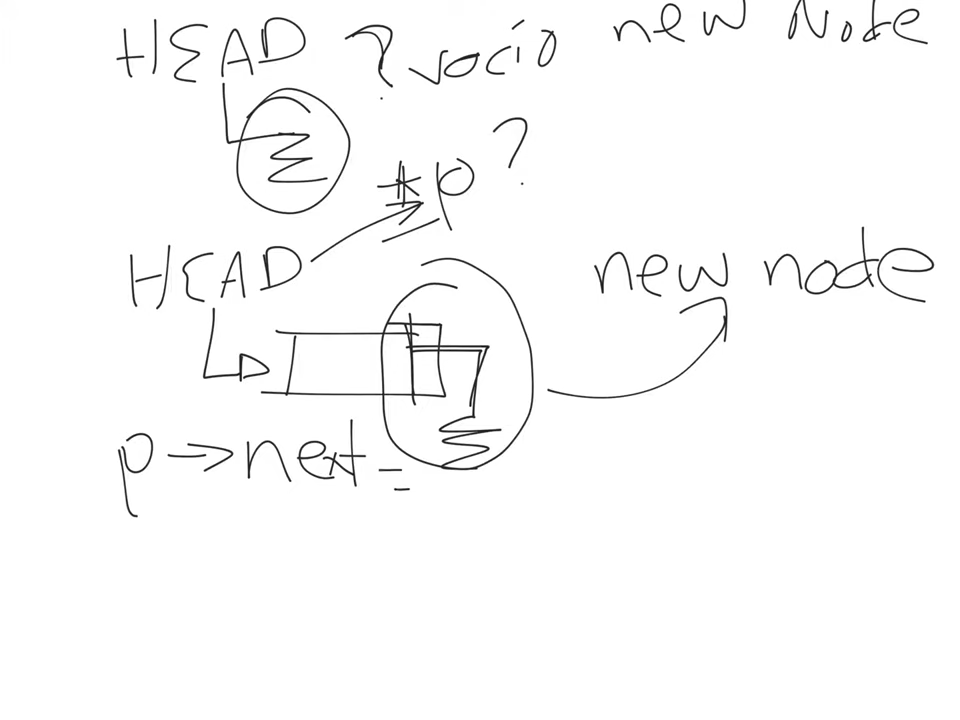 HEAD ? vacio new Node
*p ?
HEAD new node
p → next =